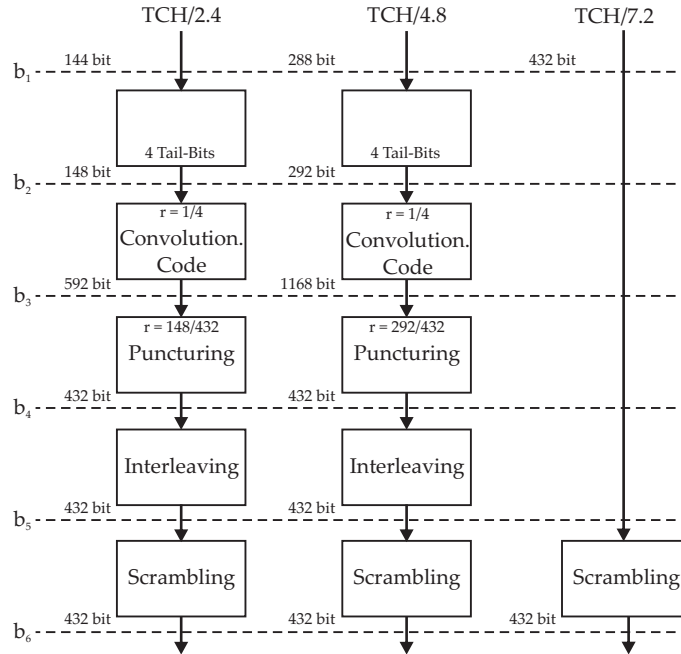 TCH/2.4 TCH/4.8 TCH/7.2
b₁ 144 bit 288 bit 432 bit
4 Tail-Bits 4 Tail-Bits
b₂ 148 bit 292 bit
r = 1/4 r = 1/4
Convolution. Convolution.
Code Code
b₃ 592 bit 1168 bit
r = 148/432 r = 292/432
Puncturing Puncturing
b₄ 432 bit 432 bit
Interleaving Interleaving
b₅ 432 bit 432 bit
Scrambling Scrambling Scrambling
b₆ 432 bit 432 bit 432 bit